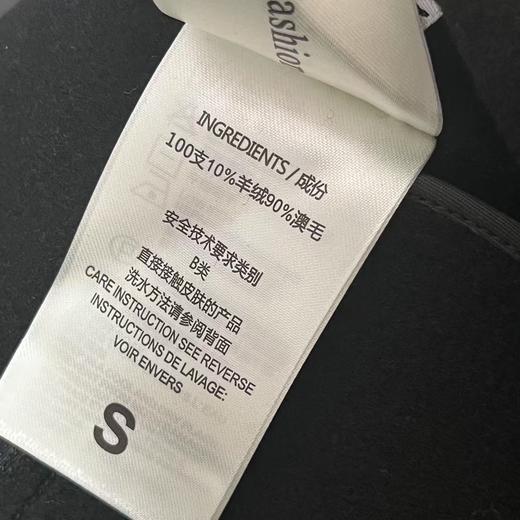 ashion
INGREDIENTS / 成份
100支10%羊绒90%澳毛
安全技术要求类别
B类
直接接触皮肤的产品
洗水方法请参阅背面
CARE INSTRUCTION SEE REVERSE
INSTRUCTIONS DE LAVAGE:
VOIR ENVERS
S